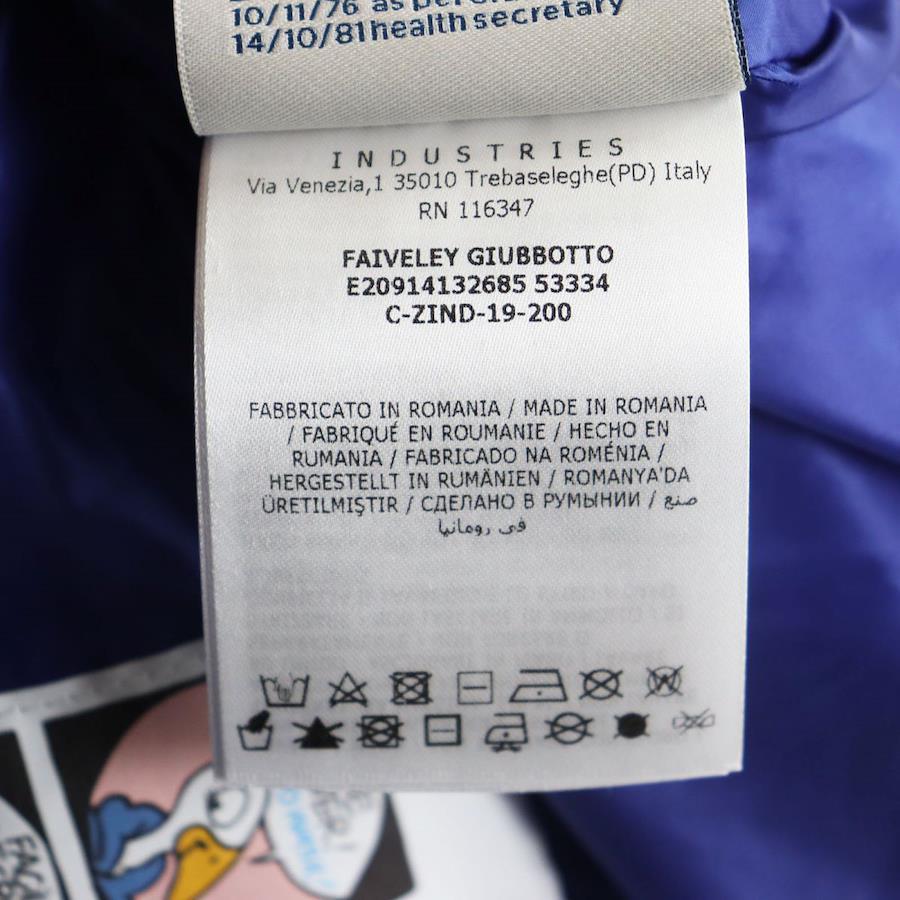 10/11/76 as per
14/10/81 health secretary
INDUSTRIES
Via Venezia,1 35010 Trebaseleghe(PD) Italy
RN 116347
FAIVELEY GIUBBOTTO
E20914132685 53334
C-ZIND-19-200
FABBRICATO IN ROMANIA / MADE IN ROMANIA
/ FABRIQUÉ EN ROUMANIE / HECHO EN
RUMANIA / FABRICADO NA ROMÉNIA /
HERGESTELLT IN RUMÄNIEN / ROMANYA'DA
ÜRETILMIŞTIR / СДЕЛАНО В РУМЫНИИ / صنع
في رومانيا